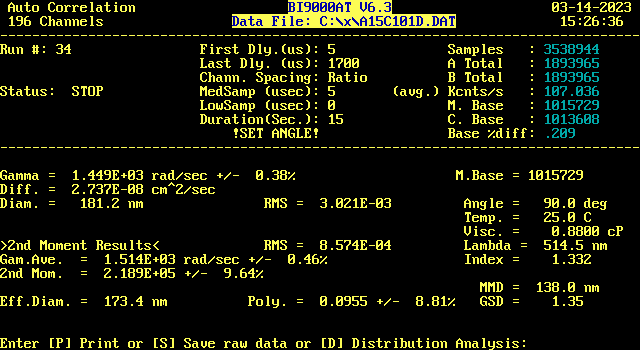 Auto Correlation BI9000AT V6.3 03-14-2023
196 Channels Data File: C:\x\A15C101D.DAT 15:26:36
Run #: 34 First Dly.(us): 5 Samples : 3538944
Last Dly. (us): 1700 A Total : 1893965
Chann. Spacing: Ratio B Total : 1893965
Status: STOP MedSamp (usec): 5 (avg.) Kcnts/s : 107.036
LowSamp (usec): 0 M. Base : 1015729
Duration(Sec.): 15 C. Base : 1013608
!SET ANGLE! Base %diff: .209
Gamma = 1.449E+03 rad/sec +/- 0.38% M.Base = 1015729
Diff. = 2.737E-08 cm^2/sec
Diam. = 181.2 nm RMS = 3.021E-03 Angle = 90.0 deg
Temp. = 25.0 C
Visc. = 0.8800 cP
>2nd Moment Results< RMS = 8.574E-04 Lambda = 514.5 nm
Gam.Ave. = 1.514E+03 rad/sec +/- 0.46% Index = 1.332
2nd Mom. = 2.189E+05 +/- 9.64%
MMD = 138.0 nm
Eff.Diam. = 173.4 nm Poly. = 0.0955 +/- 8.81% GSD = 1.35
Enter [P] Print or [S] Save raw data or [D] Distribution Analysis: